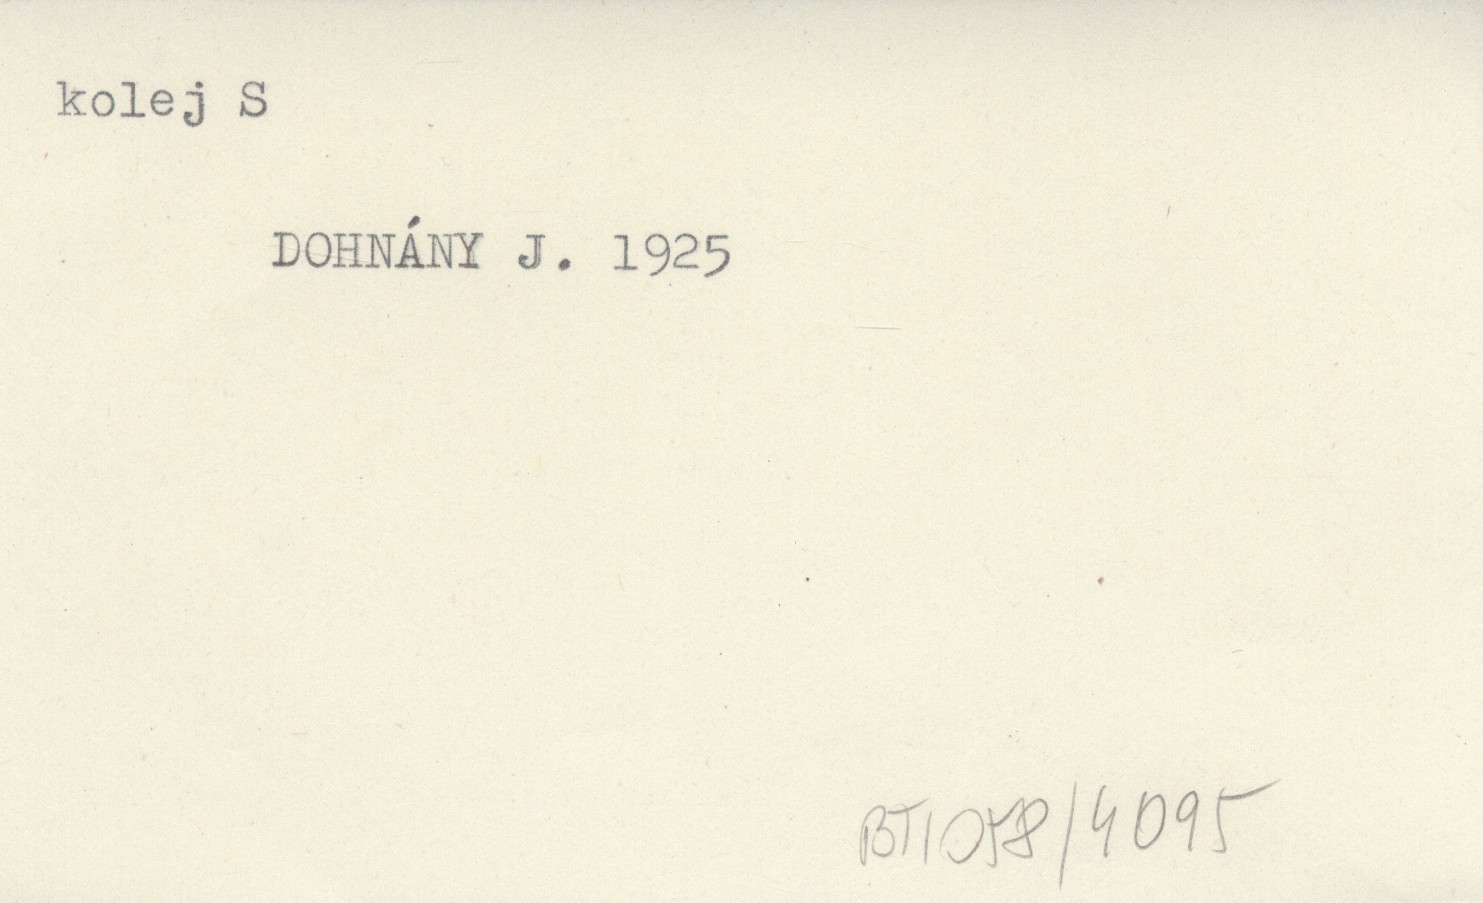 kolej S
DOHNÁNY J. 1925
BT1058/4095